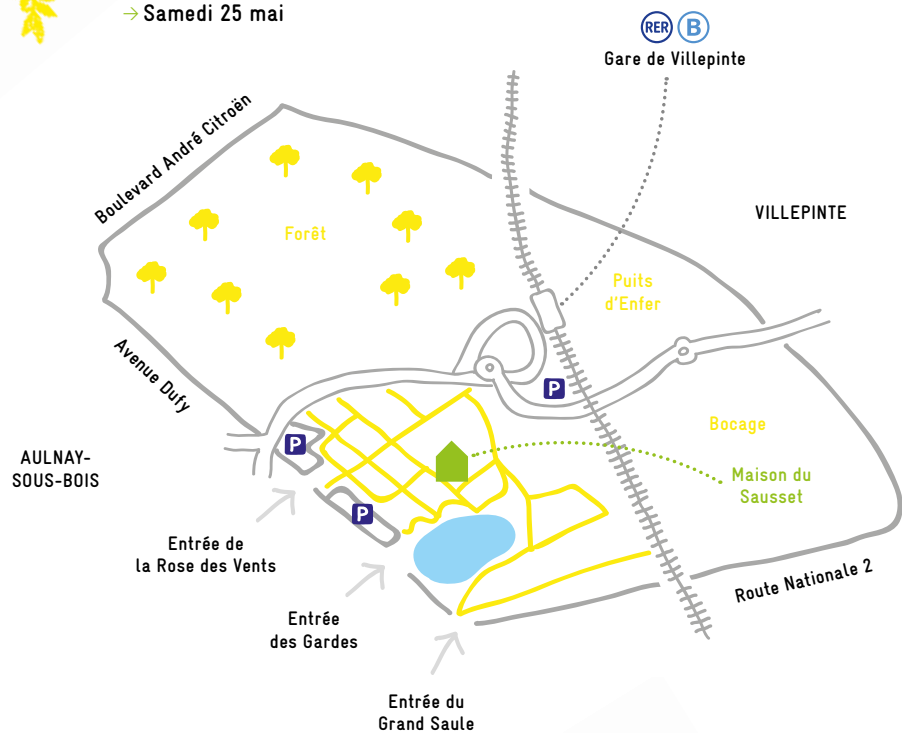 → Samedi 25 mai
RER B
Gare de Villepinte
Boulevard André Citroën
VILLEPINTE
Forêt
Puits
d'Enfer
Avenue Dufy
P
Bocage
P
AULNAY-
SOUS-BOIS
Maison du
Sausset
P
Entrée de
la Rose des Vents
Route Nationale 2
Entrée
des Gardes
Entrée du
Grand Saule